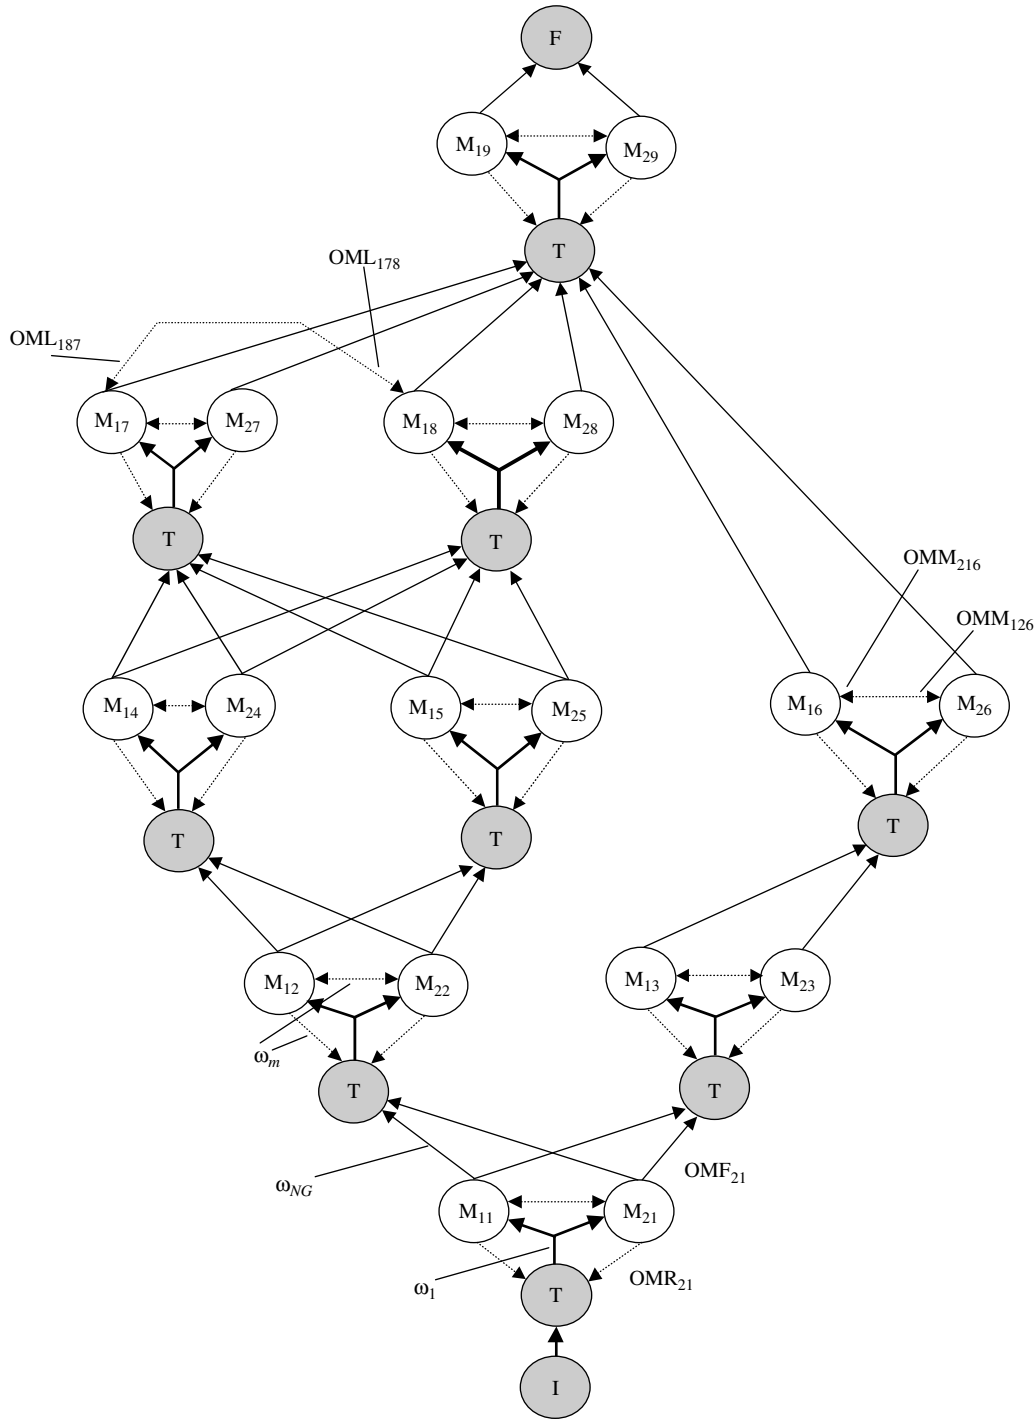 F
M19 M29
T
OML178
OML187
M17 M27 M18 M28
T T
OMM216
OMM126
M14 M24 M15 M25 M16 M26
T T T
M12 M22 M13 M23
ωm
T T
ωNG
OMF21
M11 M21
ω1
OMR21
T
I